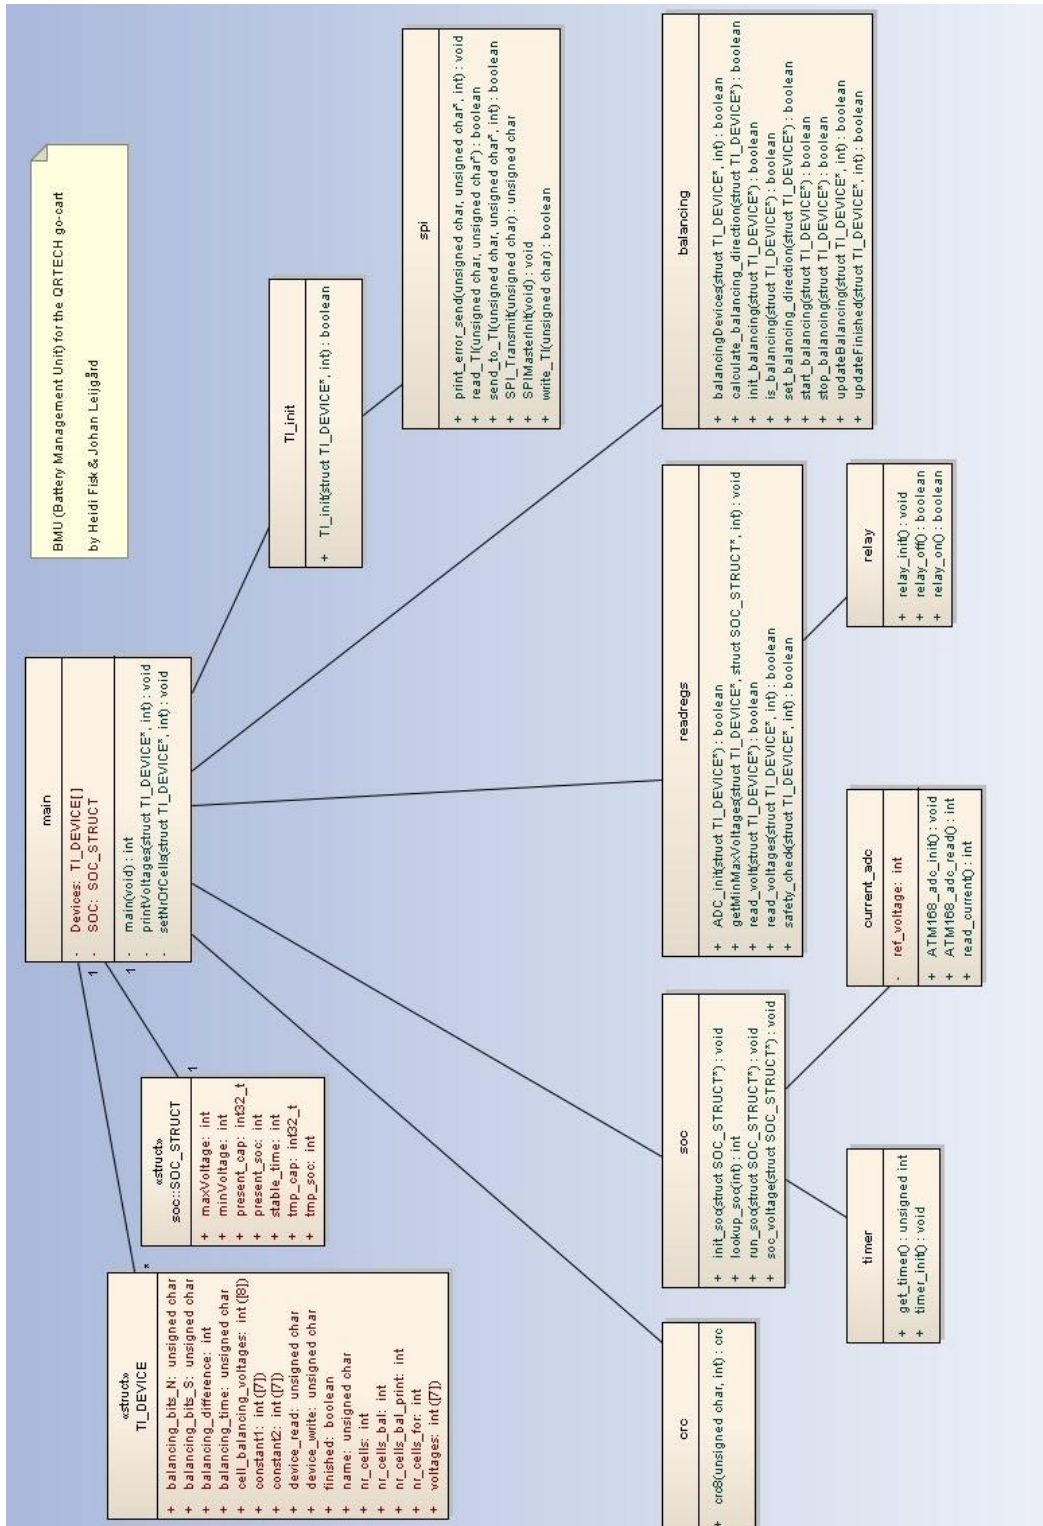 BMU (Battery Management Unit) for the QRTECH go-cart
by Heidi Fisk & Johan Leijgård
main
- Devices: TI_DEVICE[]
- SOC: SOC_STRUCT
- main(void) : int
- printVoltages(struct TI_DEVICE*, int) : void
- setNrOfCells(struct TI_DEVICE*, int) : void
1
1
1
*
«struct»
TI_DEVICE
+ balancing_bits_N: unsigned char
+ balancing_bits_S: unsigned char
+ balancing_difference: int
+ balancing_time: unsigned char
+ cell_balancing_voltages: int ([8])
+ constant1: int ([7])
+ constant2: int ([7])
+ device_read: unsigned char
+ device_write: unsigned char
+ finished: boolean
+ name: unsigned char
+ nr_cells: int
+ nr_cells_bal: int
+ nr_cells_bal_print: int
+ nr_cells_for: int
+ voltages: int ([7])
«struct»
soc::SOC_STRUCT
+ maxVoltage: int
+ minVoltage: int
+ present_cap: int32_t
+ present_soc: int
+ stable_time: int
+ tmp_cap: int32_t
+ tmp_soc: int
TI_init
+ TI_init(struct TI_DEVICE*, int) : boolean
spi
+ print_error_send(unsigned char, unsigned char*, int) : void
+ read_TI(unsigned char, unsigned char*) : boolean
+ send_to_TI(unsigned char, unsigned char*, int) : boolean
+ SPI_Transmit(unsigned char) : unsigned char
+ SPIMasterInit(void) : void
+ write_TI(unsigned char) : boolean
crc
+ crc8(unsigned char, int) : crc
soc
+ init_soc(struct SOC_STRUCT*) : void
+ lookup_soc(int) : int
+ run_soc(struct SOC_STRUCT*) : void
+ soc_voltage(struct SOC_STRUCT*) : void
readregs
+ ADC_init(struct TI_DEVICE*) : boolean
+ getMinMaxVoltages(struct TI_DEVICE*, struct SOC_STRUCT*, int) : void
+ read_volt(struct TI_DEVICE*) : boolean
+ read_voltages(struct TI_DEVICE*, int) : boolean
+ safety_check(struct TI_DEVICE*, int) : boolean
balancing
+ balancingDevices(struct TI_DEVICE*, int) : boolean
+ calculate_balancing_direction(struct TI_DEVICE*) : boolean
+ init_balancing(struct TI_DEVICE*) : boolean
+ is_balancing(struct TI_DEVICE*) : boolean
+ set_balancing_direction(struct TI_DEVICE*) : boolean
+ start_balancing(struct TI_DEVICE*) : boolean
+ stop_balancing(struct TI_DEVICE*) : boolean
+ updateBalancing(struct TI_DEVICE*, int) : boolean
+ updateFinished(struct TI_DEVICE*, int) : boolean
timer
+ get_timer() : unsigned int
+ timer_init() : void
current_adc
- ref_voltage: int
+ ATM168_adc_init() : void
+ ATM168_adc_read() : int
+ read_current() : int
relay
+ relay_init() : void
+ relay_off() : boolean
+ relay_on() : boolean